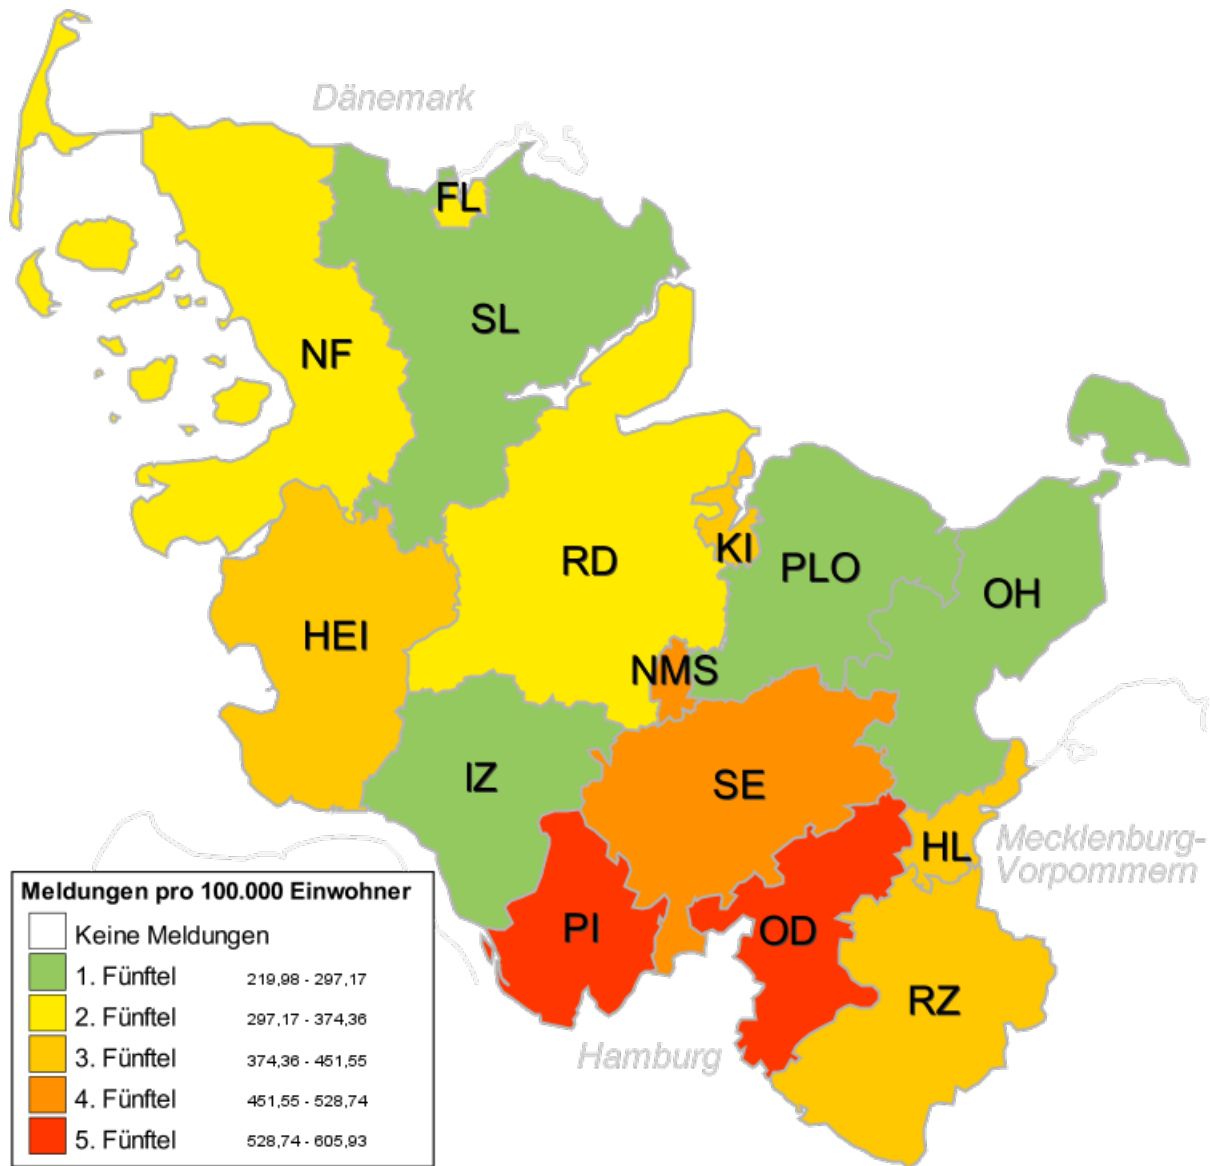 Dänemark
FL
SL
NF
RD
KI
PLO
OH
HEI
NMS
IZ
SE
HL
Mecklenburg-
Vorpommern
PI
OD
RZ
Hamburg
Meldungen pro 100.000 Einwohner
Keine Meldungen
1. Fünftel 219,98 - 297,17
2. Fünftel 297,17 - 374,36
3. Fünftel 374,36 - 451,55
4. Fünftel 451,55 - 528,74
5. Fünftel 528,74 - 605,93